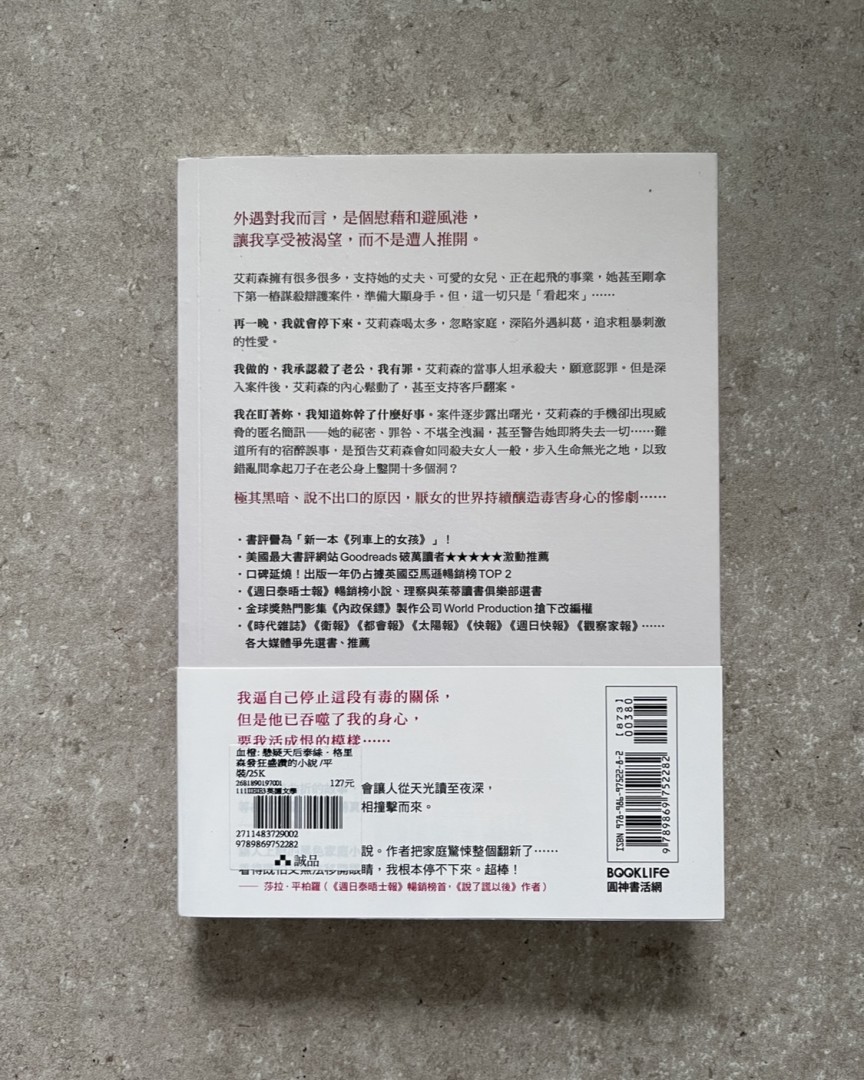 外遇對我而言，是個慰藉和避風港，
讓我享受被渴望，而不是遭人推開。
艾莉森擁有很多很多，支持她的丈夫、可愛的女兒、正在起飛的事業，她甚至剛拿
下第一樁謀殺辯護案件，準備大顯身手。但，這一切只是「看起來」……
再一晚，我就會停下來。艾莉森喝太多，忽略家庭，深陷外遇糾葛，追求粗暴刺激
的性愛。
我做的，我承認殺了老公，我有罪。艾莉森的當事人坦承殺夫，願意認罪。但是深
入案件後，艾莉森的內心鬆動了，甚至支持客戶翻案。
我在盯著妳，我知道妳幹了什麼好事。案件逐步露出曙光，艾莉森的手機卻出現威
脅的匿名簡訊──她的祕密、罪咎、不堪全洩漏，甚至警告她即將失去一切……難
道所有的宿醉誤事，是預告艾莉森會如同殺夫女人一般，步入生命無光之地，以致
錯亂間拿起刀子在老公身上鑿開十多個洞？
極其黑暗、說不出口的原因，厭女的世界持續釀造毒害身心的慘劇……
・書評譽為「新一本《列車上的女孩》」！
・美國最大書評網站Goodreads破萬讀者★★★★★激動推薦
・口碑延燒！出版一年仍占據英國亞馬遜暢銷榜TOP 2
・《週日泰晤士報》暢銷榜小說、理察與茱蒂讀書俱樂部選書
・金球獎熱門影集《內政保鏢》製作公司World Production搶下改編權
・《時代雜誌》《衛報》《都會報》《太陽報》《快報》《週日快報》《觀察家報》……
各大媒體爭先選書、推薦
我逼自己停止這段有毒的關係，
但是他已吞噬了我的身心，
要我活成恨的模樣……
血橙：懸疑天后泰絲．格里
森發狂盛讚的小說/平
裝/25K
2681890197001 127元
英國文學
2711483729002
9789869752282
誠品
會讓人從天光讀至夜深，
相撞擊而來。
說。作者把家庭驚悚整個翻新了……
眼睛，我根本停不下來。超棒！
── 莎拉．平柏羅（《週日泰晤士報》暢銷榜首，《說了謊以後》作者）
[873]
00380
ISBN 978-986-97522-8-2
9789869752282
BOOKLIFE
圓神書活網